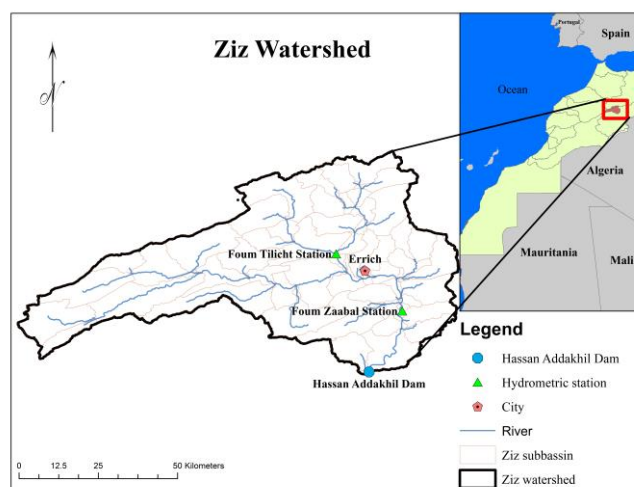 Ziz Watershed
N
Portugal
Spain
Ocean
Algeria
Mauritania
Mali
Foum Tilicht Station
Errich
Foum Zaabal Station
Hassan Addakhil Dam
Legend
Hassan Addakhil Dam
Hydrometric station
City
River
Ziz subbassin
Ziz watershed
0 12.5 25 50 Kilometers